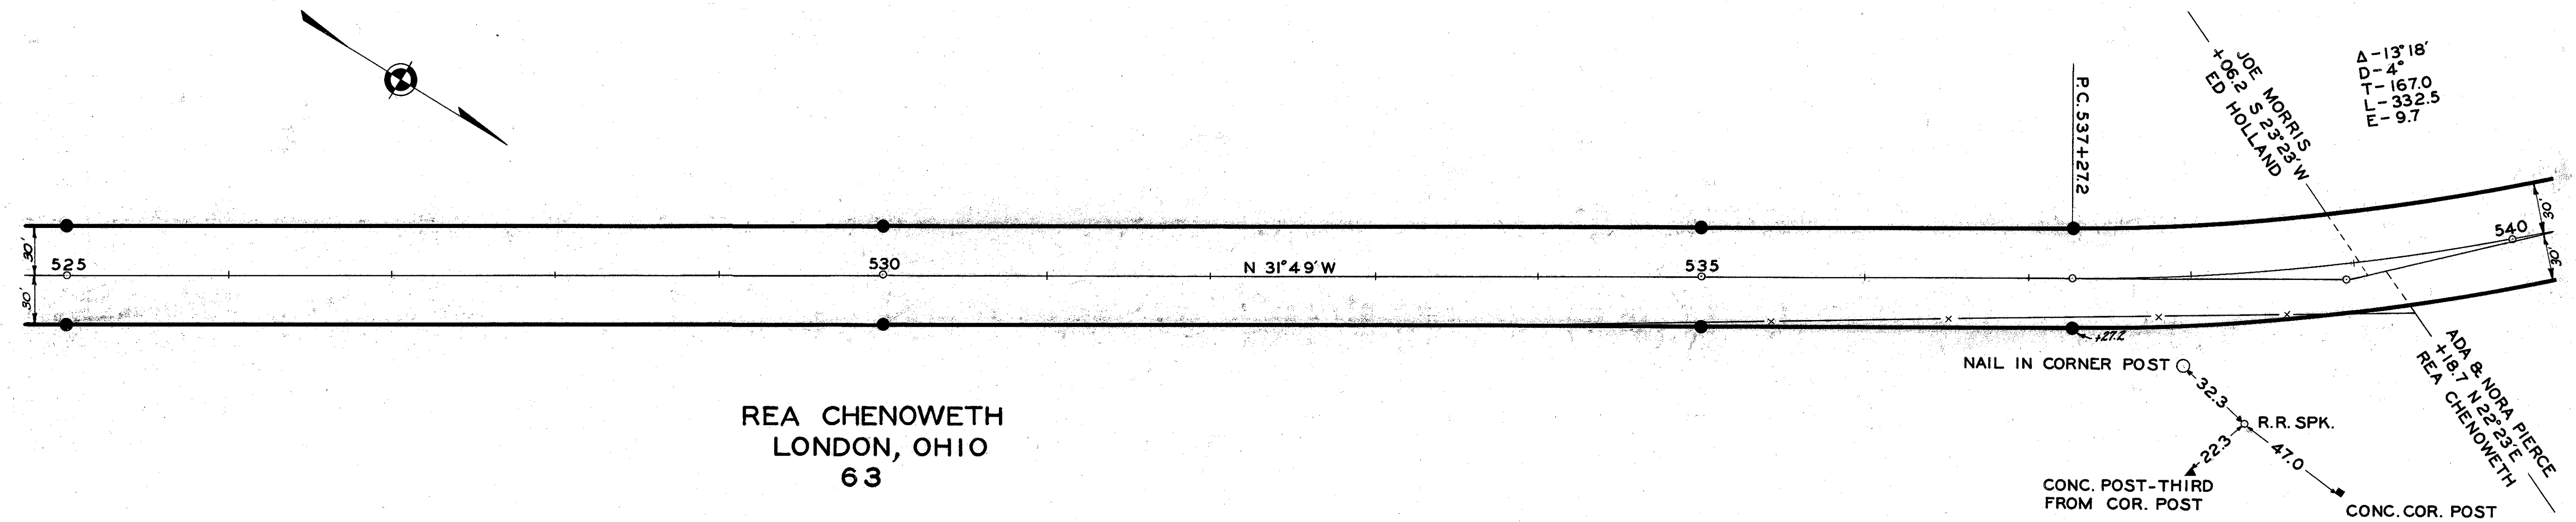 Δ-13°18'
D-4°
T-167.0
L-332.5
E-9.7
JOE MORRIS
+06.2 S 23°23'W
ED HOLLAND
P.C. 537+27.2
30'
30'
525
530
N 31°49'W
535
540
30'
30'
+27.2
NAIL IN CORNER POST
32.3
R.R. SPK.
22.3
47.0
CONC. POST-THIRD
FROM COR. POST
CONC. COR. POST
ADA & NORA PIERCE
+18.7 N 22°23'E
REA CHENOWETH
REA CHENOWETH
LONDON, OHIO
63